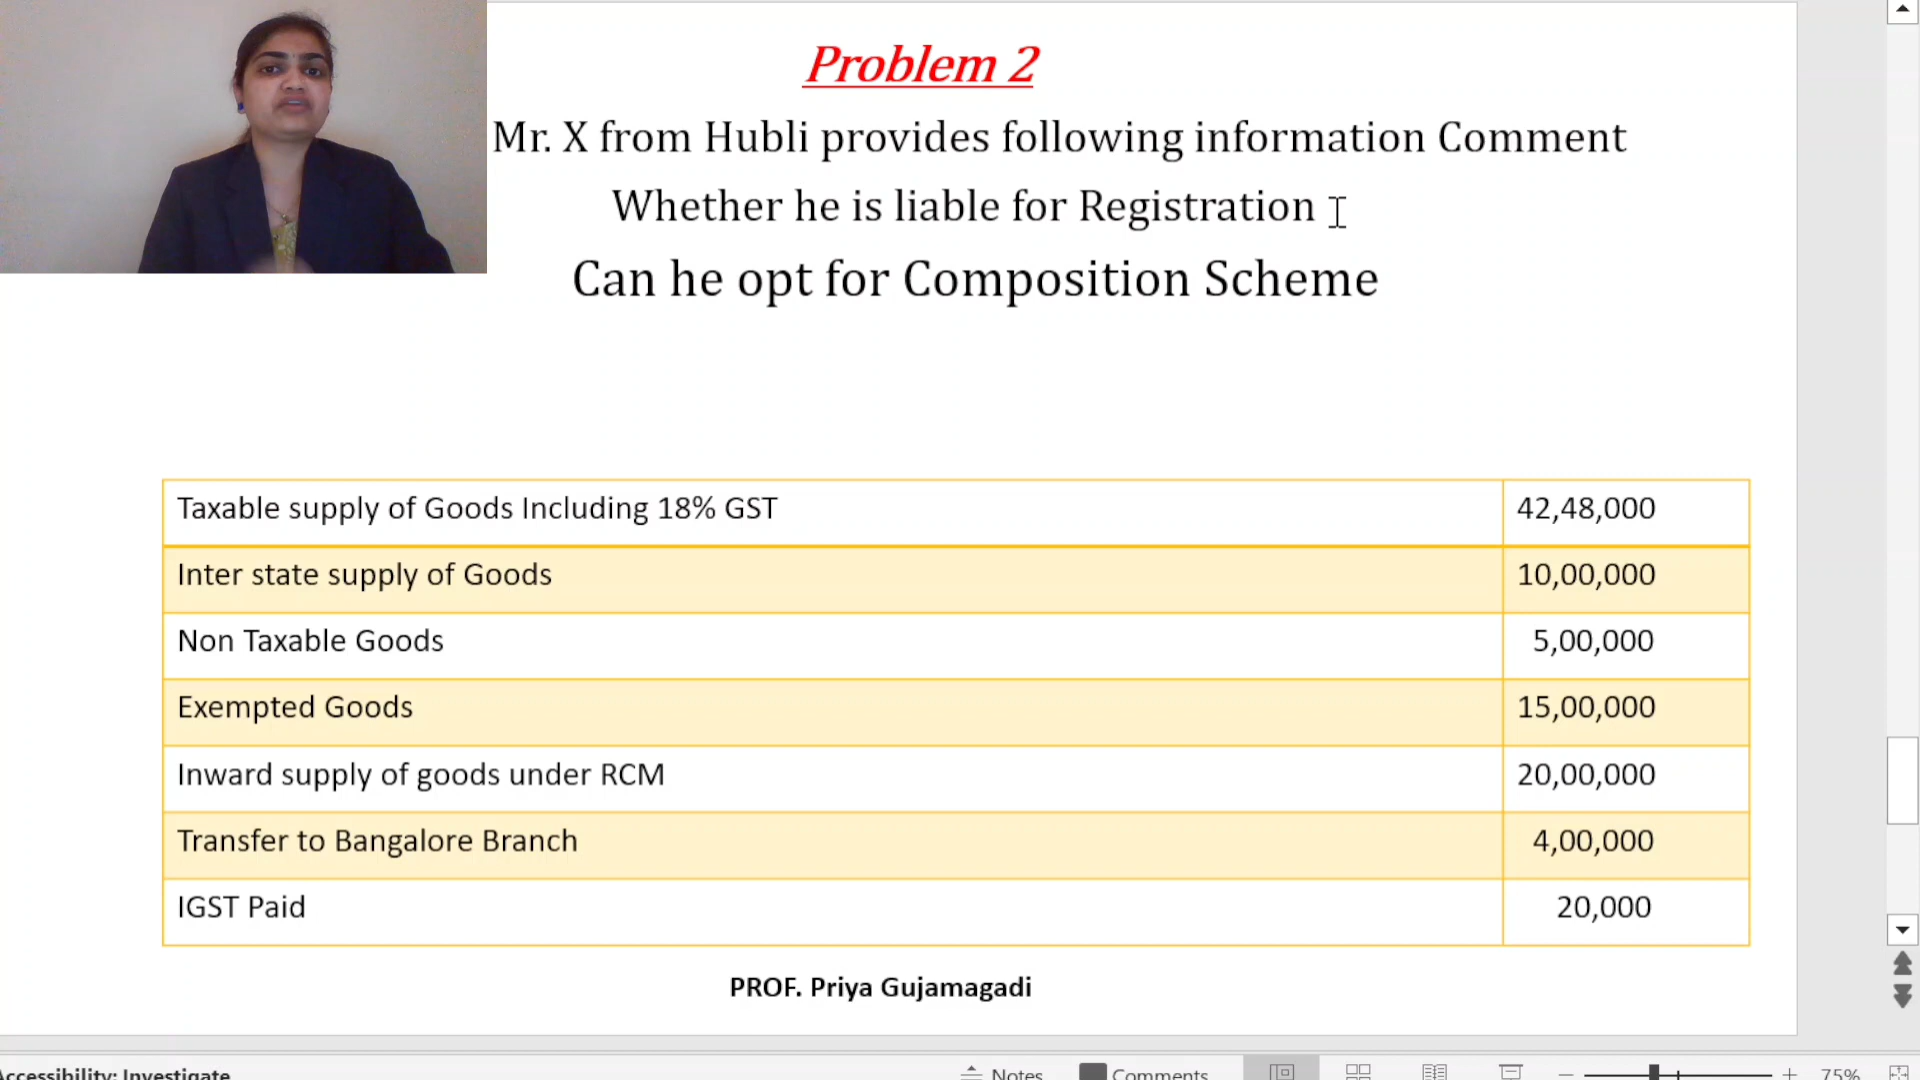 Problem 2
Mr. X from Hubli provides following information Comment
Whether he is liable for Registration
Can he opt for Composition Scheme
Taxable supply of Goods Including 18% GST 42,48,000
Inter state supply of Goods 10,00,000
Non Taxable Goods 5,00,000
Exempted Goods 15,00,000
Inward supply of goods under RCM 20,00,000
Transfer to Bangalore Branch 4,00,000
IGST Paid 20,000
PROF. Priya Gujamagadi
Accessibility: Investigate Notes Comments 75%